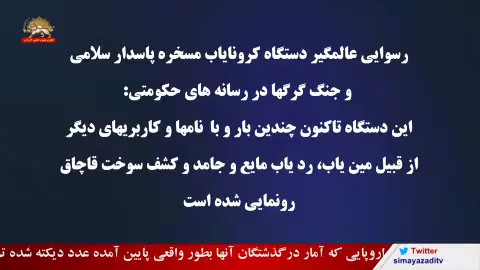 رسوایی عالمگیر دستگاه کرونایاب مسخره پاسدار سلامی
و جنگ گرگها در رسانه های حکومتی:
این دستگاه تاکنون چندین بار و با نامها و کاربریهای دیگر
از قبیل مین یاب، رد یاب مایع و جامد و کشف سوخت قاچاق
رونمایی شده است
اروپایی که آمار درگذشتگان آنها بطور واقعی پایین آمده عدد دیکته شده ت
Twitter
simayazaditv